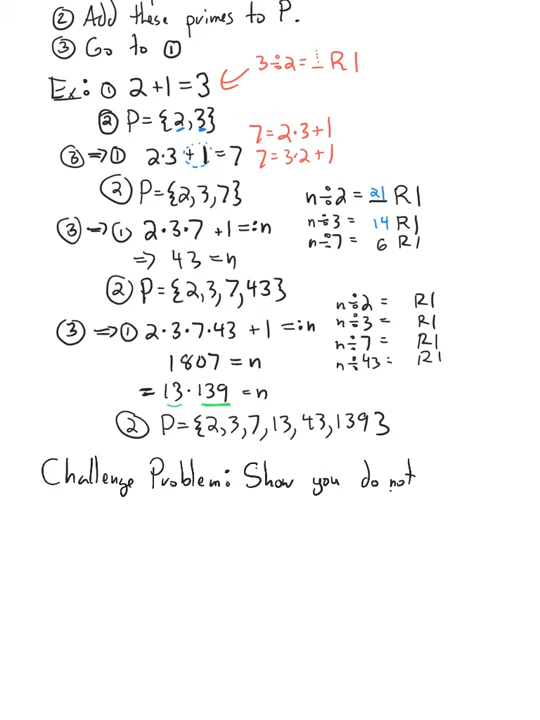 ② Add these primes to P.
③ Go to ①
Ex: ① 2+1=3
3÷2=1 R1
② P={2,3}
7=2·3+1
③ ⇒ ① 2·3+1=7
7=3·2+1
② P={2,3,7}
n÷2 = 21 R1
n÷3 = 14 R1
n÷7 = 6 R1
③ → ① 2·3·7 +1=:n
⇒ 43=n
② P={2,3,7,43}
③ ⇒ ① 2·3·7·43 +1=:n
n÷2 = R1
n÷3 = R1
n÷7 = R1
n÷43 = R1
1807=n
=13·139=n
② P={2,3,7,13,43,139}
Challenge Problem: Show you do not